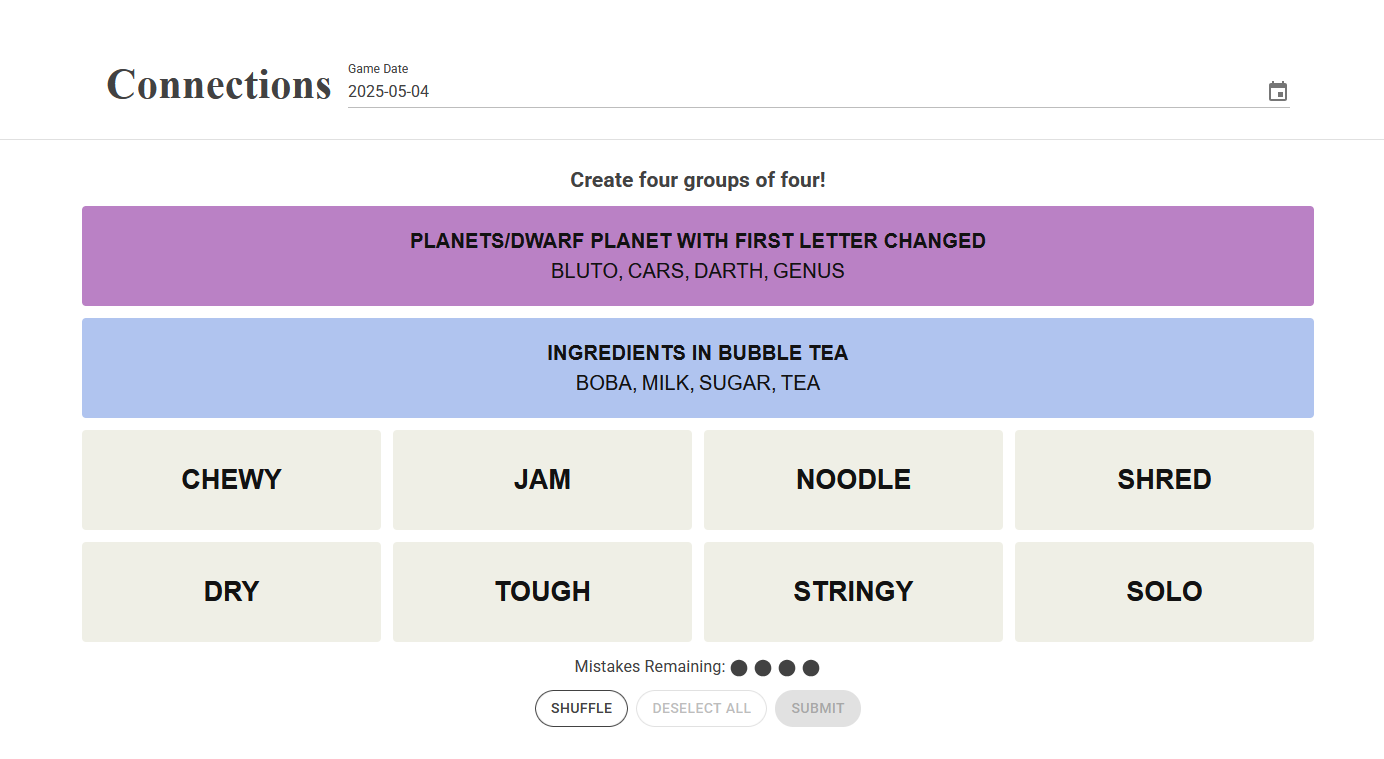 Connections
Game Date
2025-05-04
Create four groups of four!
PLANETS/DWARF PLANET WITH FIRST LETTER CHANGED
BLUTO, CARS, DARTH, GENUS
INGREDIENTS IN BUBBLE TEA
BOBA, MILK, SUGAR, TEA
CHEWY JAM NOODLE SHRED
DRY TOUGH STRINGY SOLO
Mistakes Remaining:
SHUFFLE DESELECT ALL SUBMIT